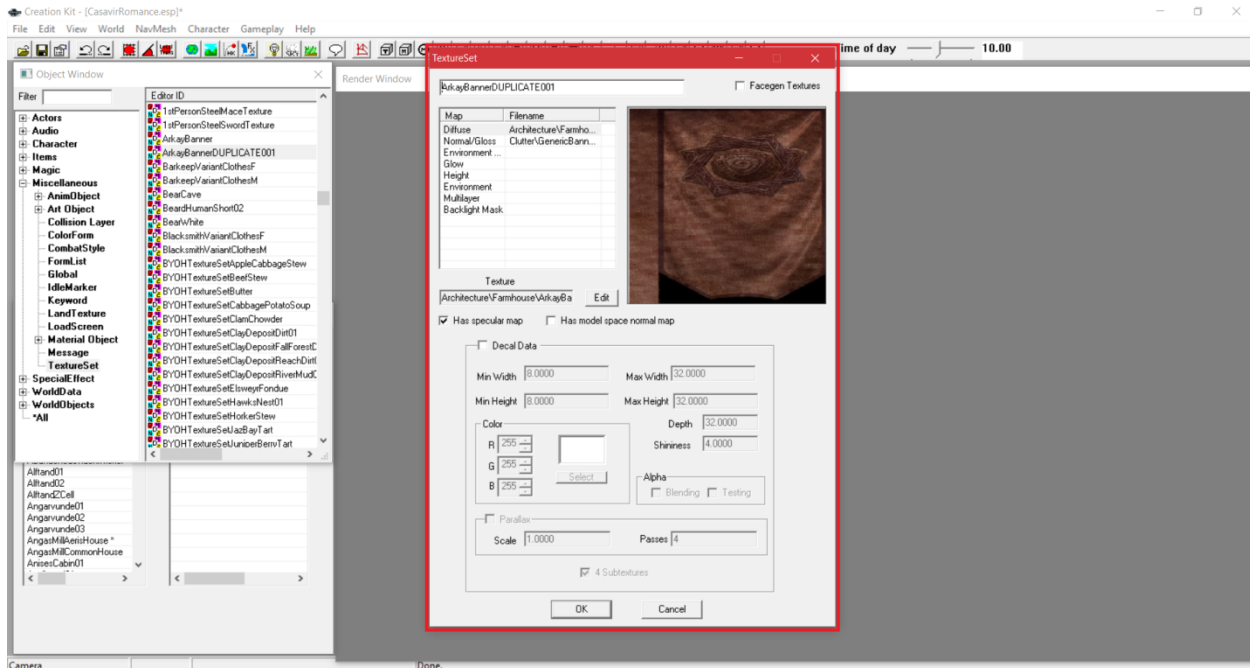 Creation Kit - [CasavirRomance.esp]*
File Edit View World NavMesh Character Gameplay Help
Time of day 10.00
Object Window
Filter
Actors
Audio
Character
Items
Magic
Miscellaneous
AnimObject
Art Object
Collision Layer
ColorForm
CombatStyle
FormList
Global
IdleMarker
Keyword
LandTexture
LoadScreen
Material Object
Message
TextureSet
SpecialEffect
WorldData
WorldObjects
*All
Editor ID
1stPersonSteelMaceTexture
1stPersonSteelSwordTexture
ArkayBanner
ArkayBannerDUPLICATE001
BarkeepVariantClothesF
BarkeepVariantClothesM
BearCave
BeardHumanShort02
BearWhite
BlacksmithVariantClothesF
BlacksmithVariantClothesM
BYOHTextureSetAppleCabbageStew
BYOHTextureSetBeefStew
BYOHTextureSetButter
BYOHTextureSetCabbagePotatoSoup
BYOHTextureSetClamChowder
BYOHTextureSetClayDepositDirt01
BYOHTextureSetClayDepositFallForestD
BYOHTextureSetClayDepositReachDirt
BYOHTextureSetClayDepositRiverMud
BYOHTextureSetElsweyrFondue
BYOHTextureSetHawksNest01
BYOHTextureSetHorkerStew
BYOHTextureSetJazBayTart
BYOHTextureSetJuniperBerryTart
Alftand01
Alftand02
AlftandZCell
Angarvunde01
Angarvunde02
Angarvunde03
AngasMillAerisHouse *
AngasMillCommonHouse
AnisesCabin01
Render Window
TextureSet
ArkayBannerDUPLICATE001
Facegen Textures
Map Filename
Diffuse Architecture\Farmho...
Normal/Gloss Clutter\GenericBann...
Environment ...
Glow
Height
Environment
Multilayer
Backlight Mask
Texture
Architecture\Farmhouse\ArkayBa Edit
Has specular map Has model space normal map
Decal Data
Min Width 8.0000 Max Width 32.0000
Min Height 8.0000 Max Height 32.0000
Color Depth 32.0000
R 255 Shininess 4.0000
G 255
Select Alpha
B 255 Blending Testing
Parallax
Scale 1.0000 Passes 4
4 Subtextures
OK Cancel
Camera Done.